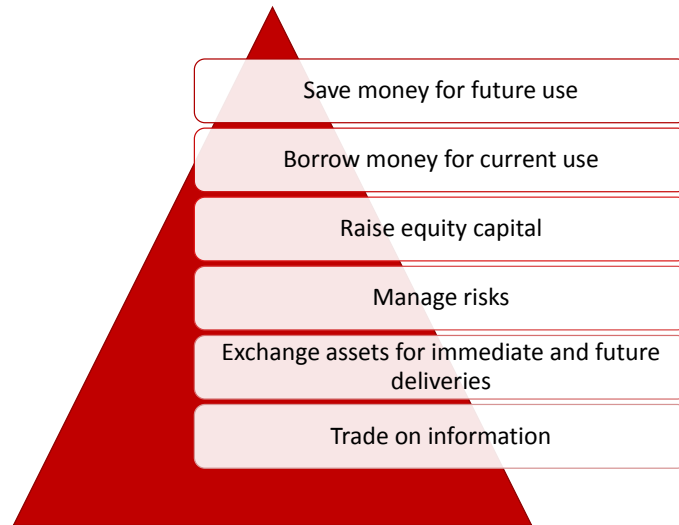 Save money for future use
Borrow money for current use
Raise equity capital
Manage risks
Exchange assets for immediate and future
deliveries
Trade on information